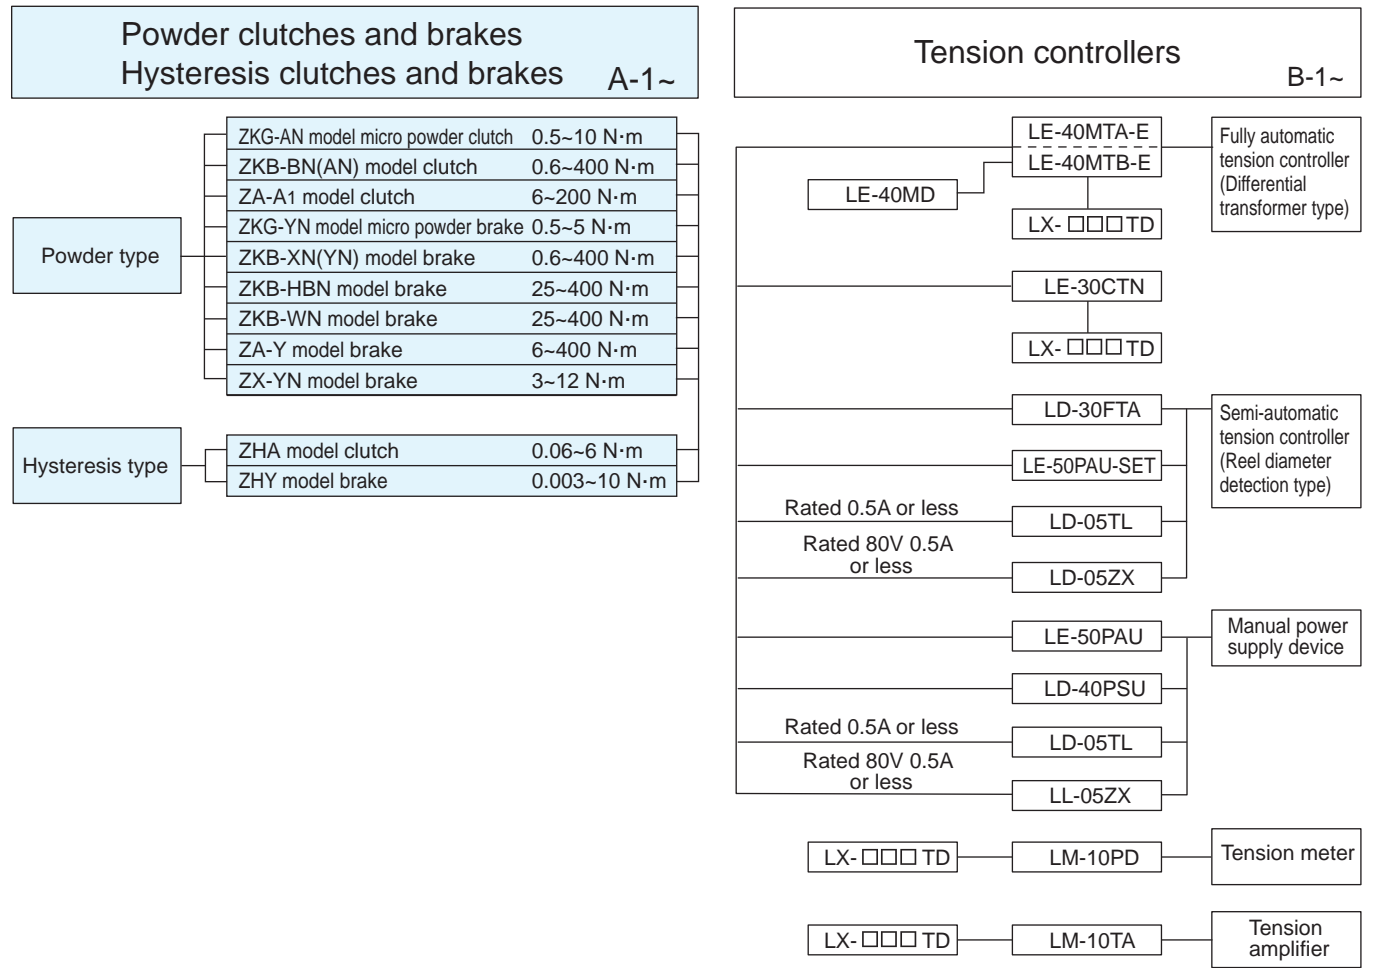 Powder clutches and brakes
Hysteresis clutches and brakes A-1~
Powder type
ZKG-AN model micro powder clutch 0.5~10 N·m
ZKB-BN(AN) model clutch 0.6~400 N·m
ZA-A1 model clutch 6~200 N·m
ZKG-YN model micro powder brake 0.5~5 N·m
ZKB-XN(YN) model brake 0.6~400 N·m
ZKB-HBN model brake 25~400 N·m
ZKB-WN model brake 25~400 N·m
ZA-Y model brake 6~400 N·m
ZX-YN model brake 3~12 N·m
Hysteresis type
ZHA model clutch 0.06~6 N·m
ZHY model brake 0.003~10 N·m
Tension controllers
B-1~
LE-40MTA-E
LE-40MTB-E
LE-40MD
LX-□□□TD
Fully automatic
tension controller
(Differential
transformer type)
LE-30CTN
LX-□□□TD
LD-30FTA
LE-50PAU-SET
Rated 0.5A or less
LD-05TL
Rated 80V 0.5A
or less
LD-05ZX
Semi-automatic
tension controller
(Reel diameter
detection type)
LE-50PAU
LD-40PSU
Rated 0.5A or less
LD-05TL
Rated 80V 0.5A
or less
LL-05ZX
Manual power
supply device
LX-□□□TD
LM-10PD
Tension meter
LX-□□□TD
LM-10TA
Tension
amplifier